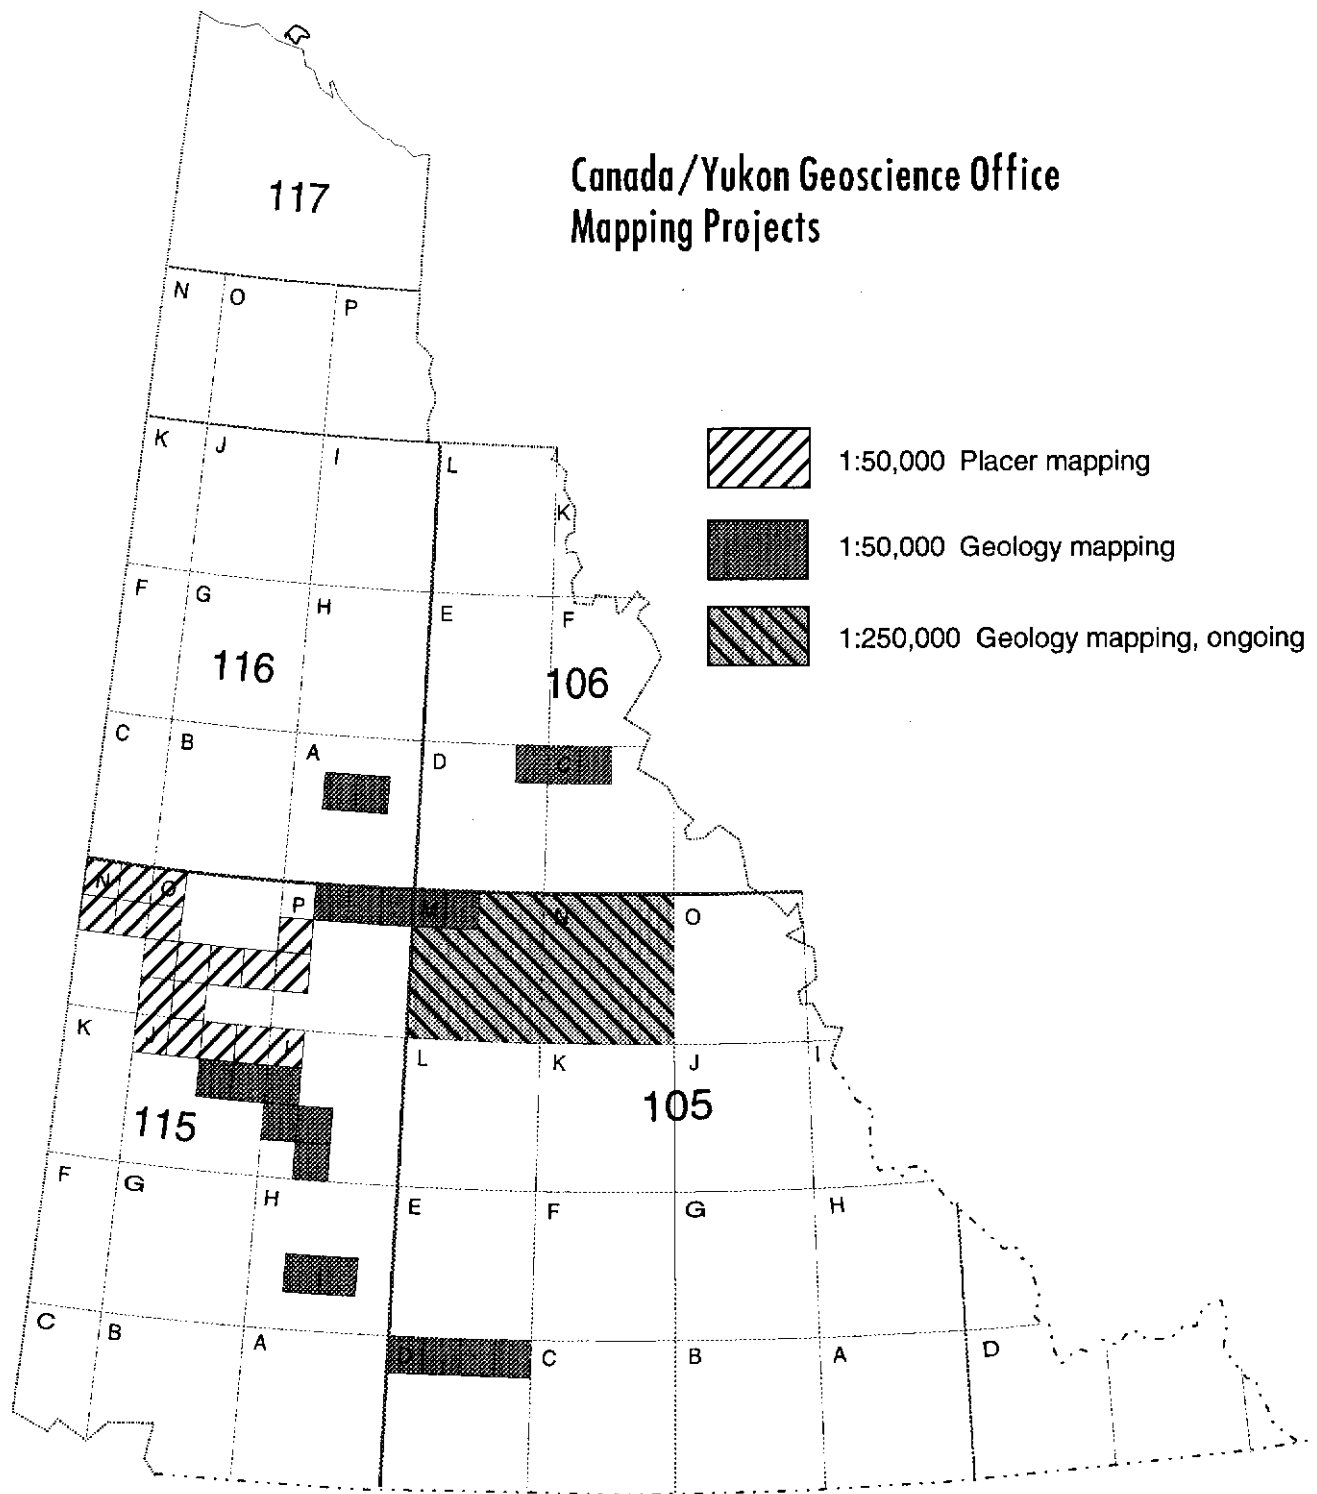 Canada/Yukon Geoscience Office
Mapping Projects
117
N O P
K J I L
K
1:50,000 Placer mapping
1:50,000 Geology mapping
1:250,000 Geology mapping, ongoing
F G H E F
116 106
C B A D C
N O P M N O
K J I L K J I
115 105
F G H E F G H
C B A D C B A D